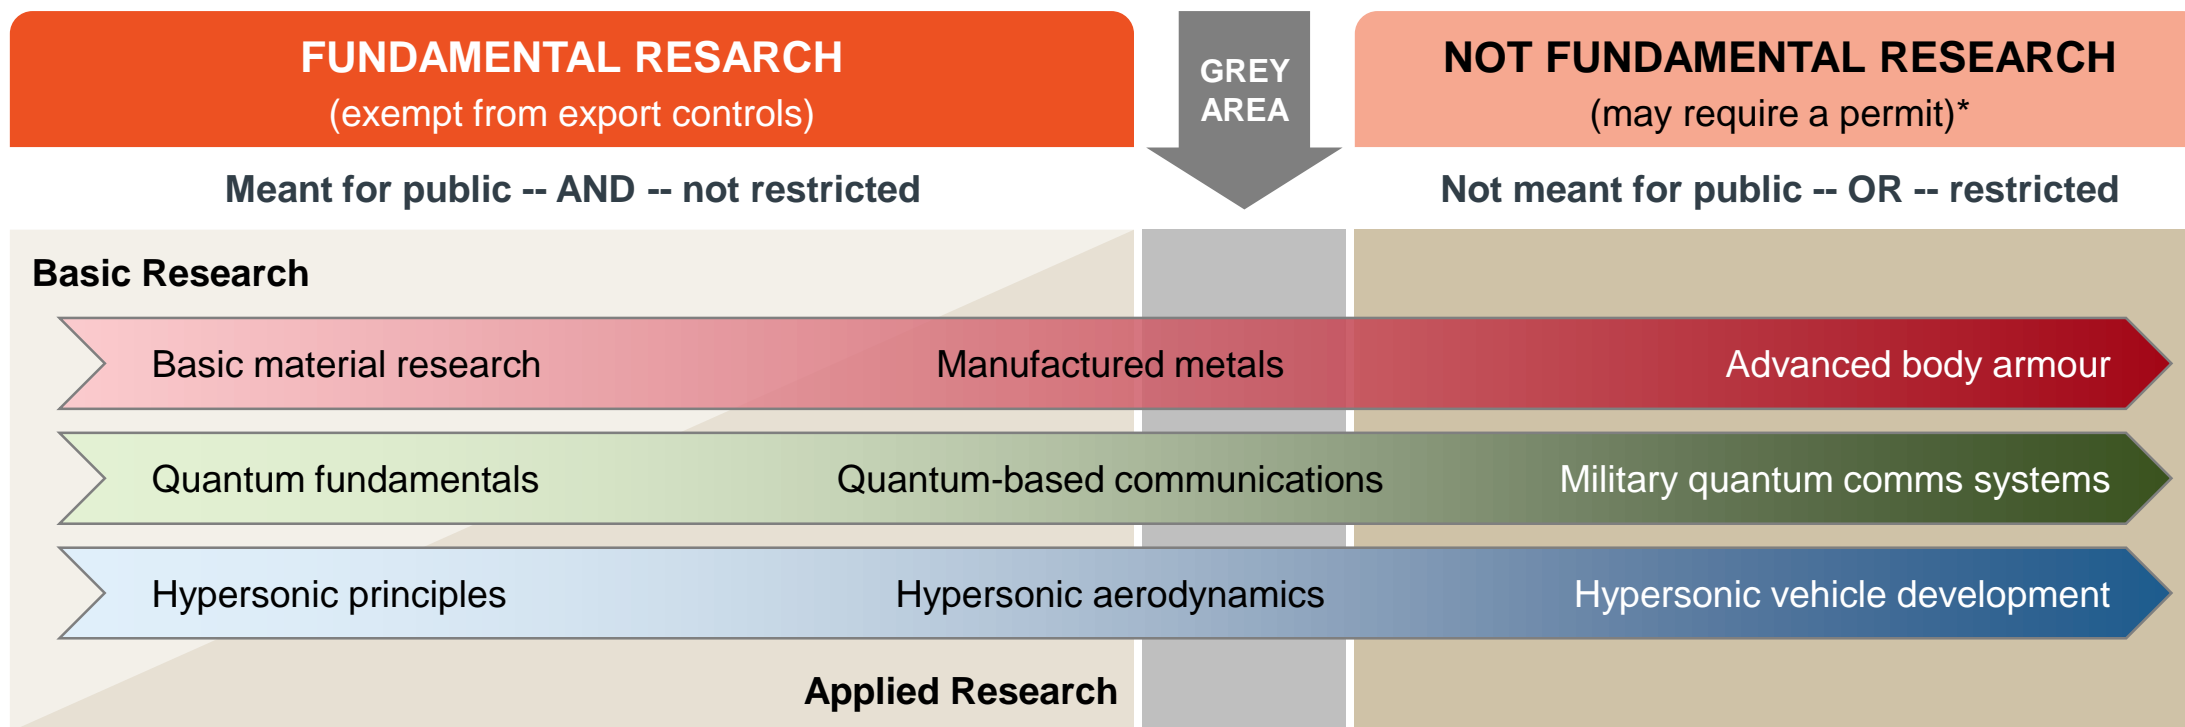 FUNDAMENTAL RESARCH
(exempt from export controls)
GREY
AREA
NOT FUNDAMENTAL RESEARCH
(may require a permit)*
Meant for public -- AND -- not restricted
Not meant for public -- OR -- restricted
Basic Research
Basic material research
Manufactured metals
Advanced body armour
Quantum fundamentals
Quantum-based communications
Military quantum comms systems
Hypersonic principles
Hypersonic aerodynamics
Hypersonic vehicle development
Applied Research